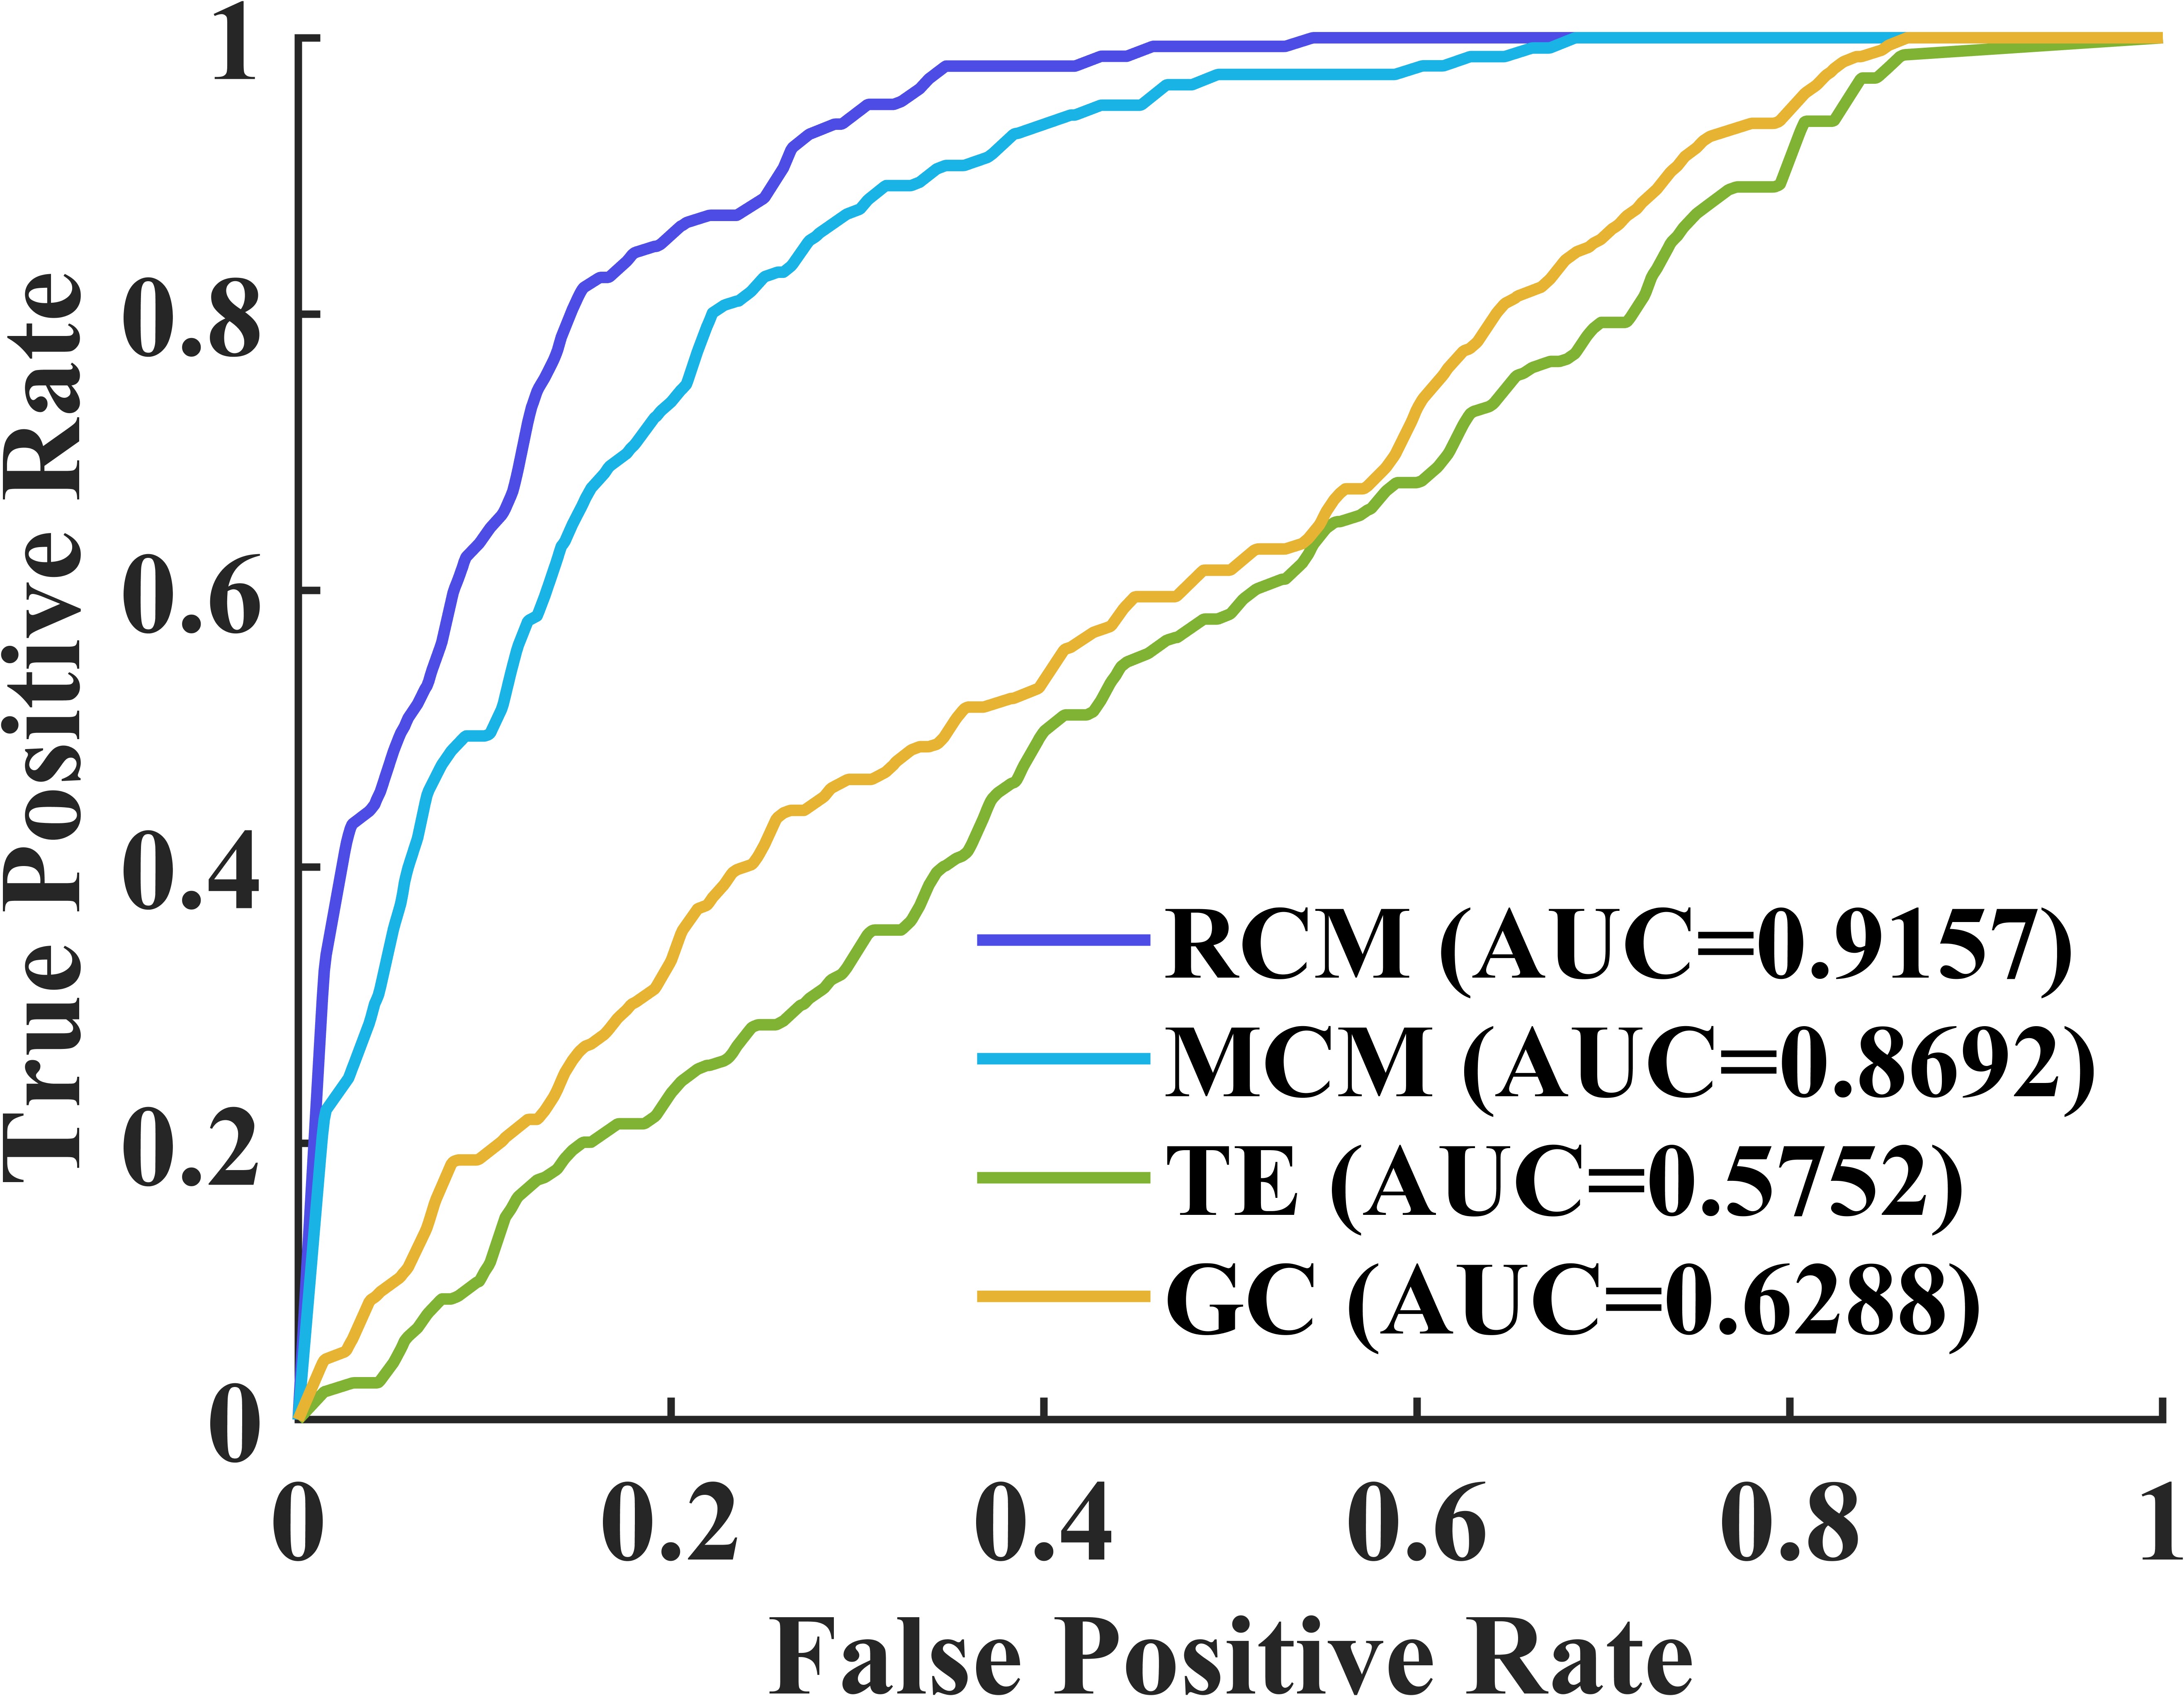 True Positive Rate
1
0.8
0.6
0.4
0.2
0
RCM (AUC=0.9157)
MCM (AUC=0.8692)
TE (AUC=0.5752)
GC (AUC=0.6288)
0 0.2 0.4 0.6 0.8 1
False Positive Rate